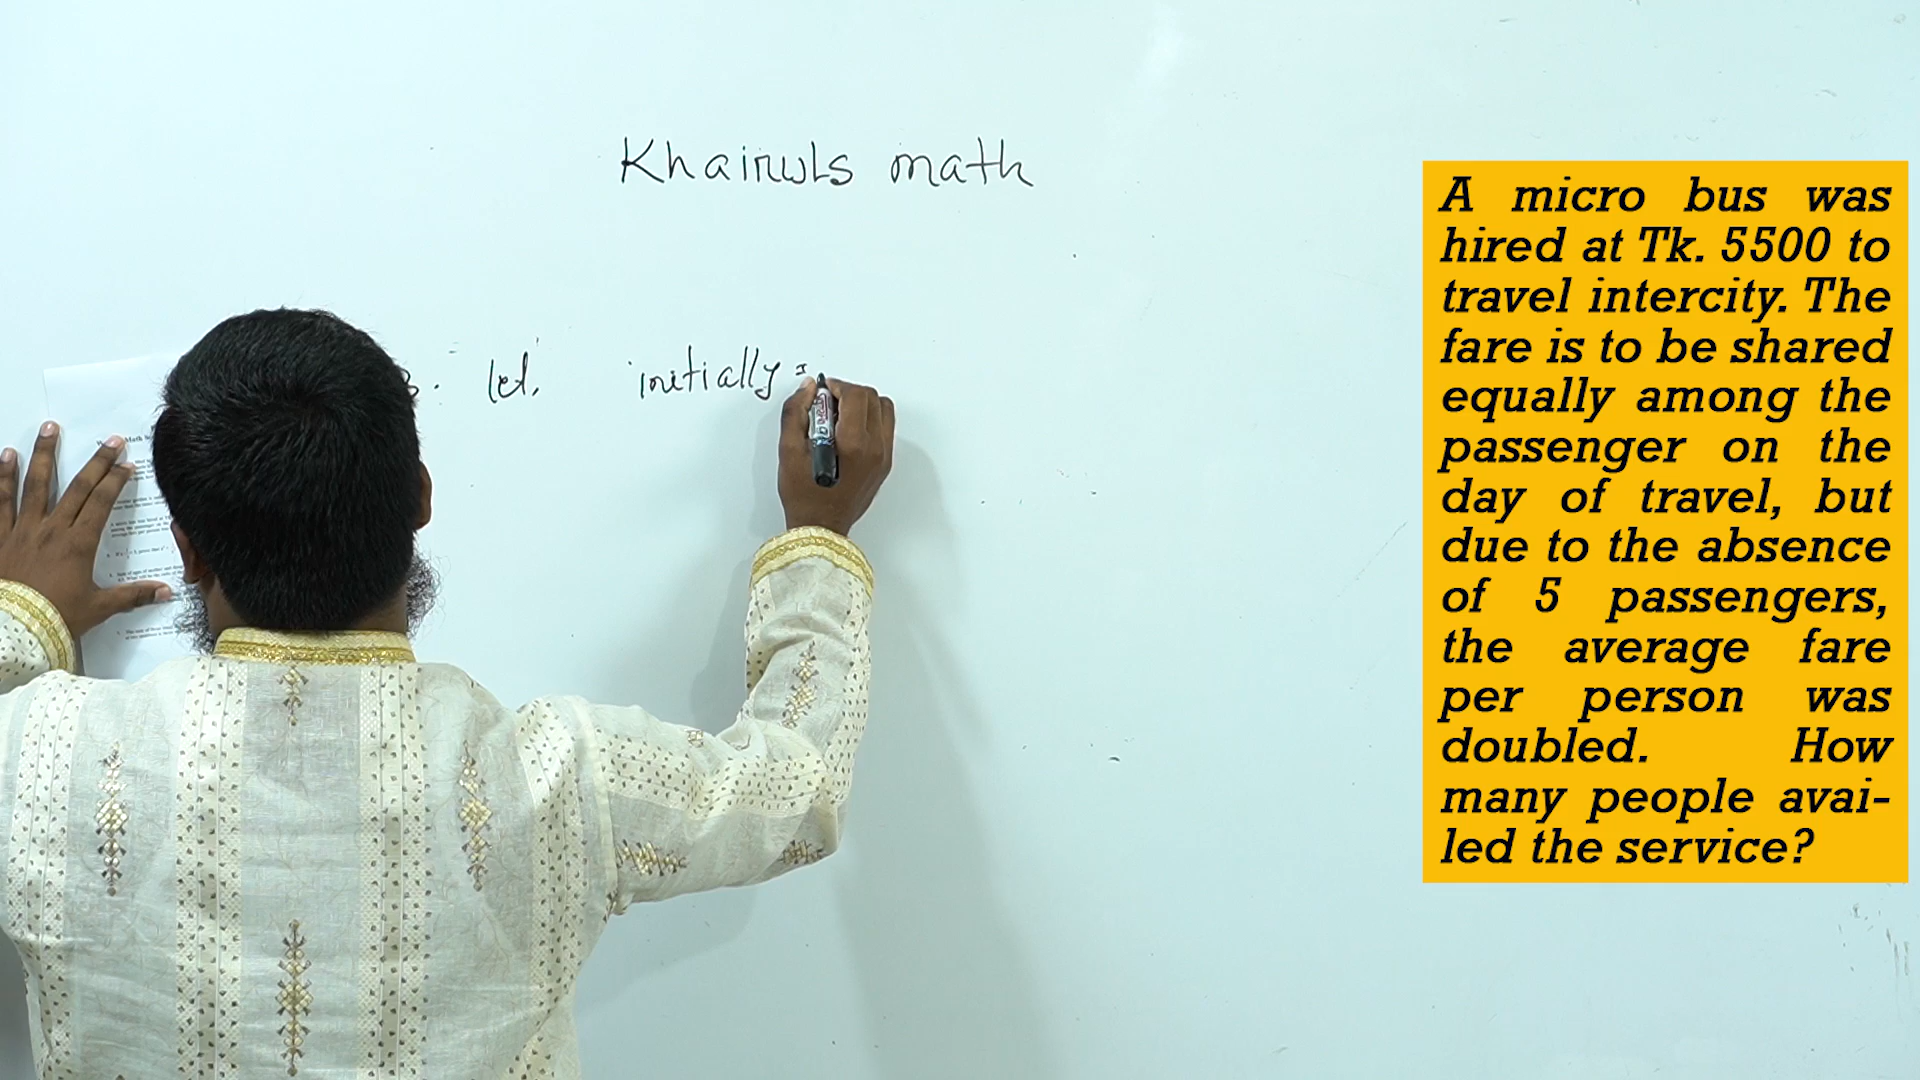 Khairuls math
3. let, initially =
A micro bus was
hired at Tk. 5500 to
travel intercity. The
fare is to be shared
equally among the
passenger on the
day of travel, but
due to the absence
of 5 passengers,
the average fare
per person was
doubled. How
many people avai-
led the service?